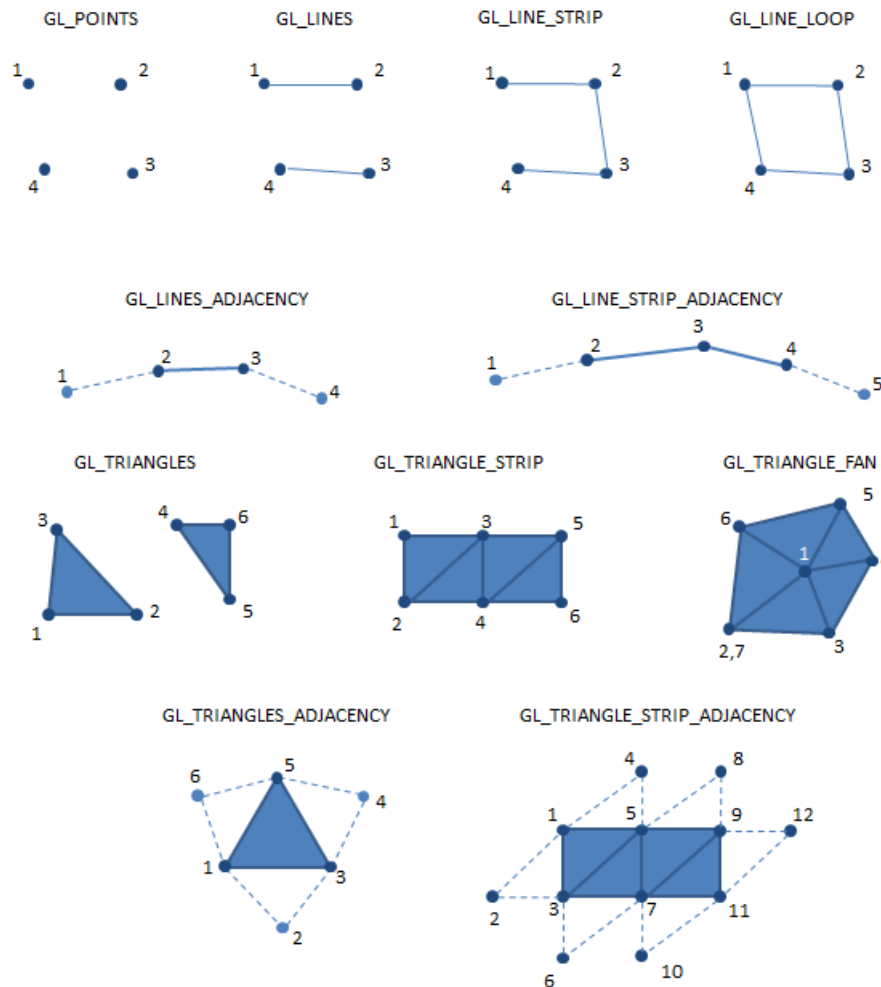 GL_POINTS GL_LINES GL_LINE_STRIP GL_LINE_LOOP
1 2 1 2 1 2 1 2
4 3 4 3 4 3 4 3
GL_LINES_ADJACENCY GL_LINE_STRIP_ADJACENCY
1 2 3 4 1 2 3 4 5
GL_TRIANGLES GL_TRIANGLE_STRIP GL_TRIANGLE_FAN
3 4 6 1 3 5 6 5
1 2 5 2 4 6 1 2,7 3
GL_TRIANGLES_ADJACENCY GL_TRIANGLE_STRIP_ADJACENCY
6 5 4 4 8
1 3 1 5 9 12
2 2 3 7 11
6 10